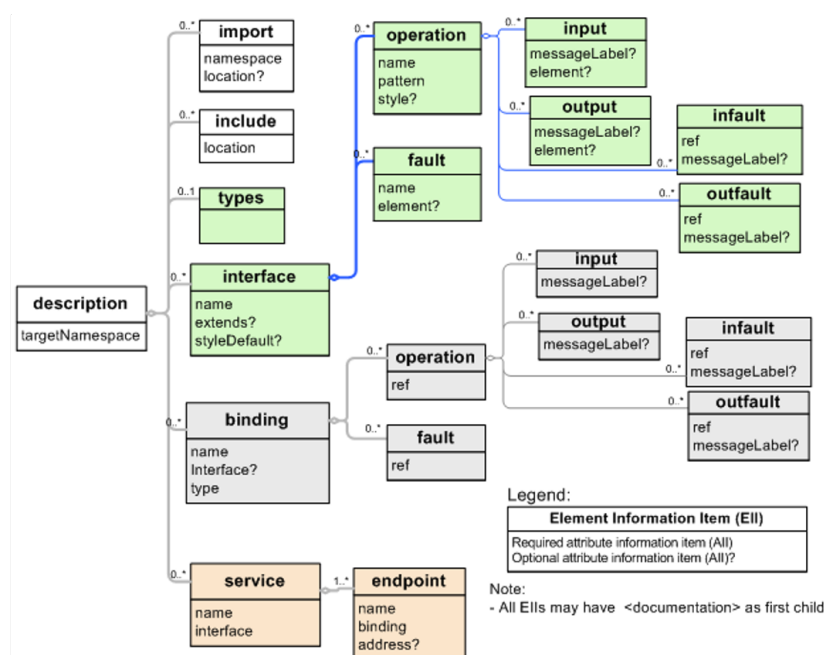 0..*
import
namespace
location?
0..*
include
location
0..1
types
0..*
interface
name
extends?
styleDefault?
description
targetNamespace
0..*
operation
name
pattern
style?
0..*
fault
name
element?
0..*
input
messageLabel?
element?
0..*
output
messageLabel?
element?
0..*
infault
ref
messageLabel?
0..*
outfault
ref
messageLabel?
0..*
binding
name
Interface?
type
0..*
operation
ref
0..*
fault
ref
0..*
input
messageLabel?
0..*
output
messageLabel?
0..*
infault
ref
messageLabel?
0..*
outfault
ref
messageLabel?
0..*
service
name
interface
1..*
endpoint
name
binding
address?
Legend:
Element Information Item (EII)
Required attribute information item (AII)
Optional attribute information item (AII)?
Note:
- All EIIs may have <documentation> as first child